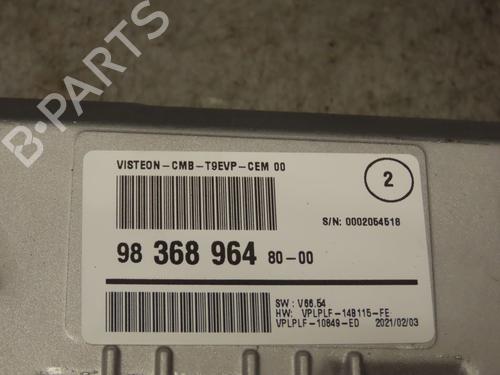 VISTEON-CMB-T9EVP-CEM 00
2
S/N: 0002054518
98 368 964 80-00
SW: V66.54
HW: VPLPLF-14B115-FE
VPLPLF-10849-ED 2021/02/03
B-PARTS